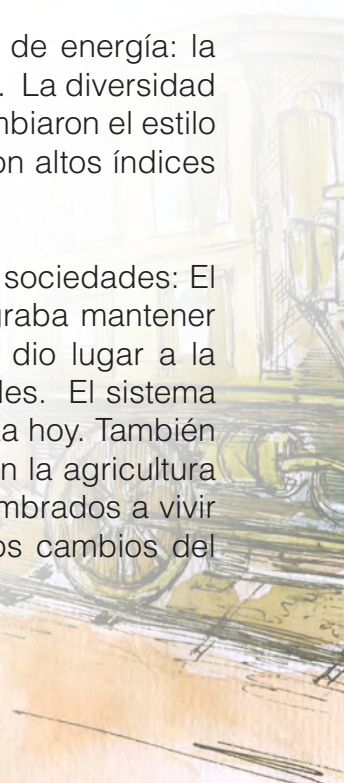 de energía: la
. La diversidad
mbiaron el estilo
on altos índices
sociedades: El
graba mantener
dio lugar a la
les. El sistema
a hoy. También
n la agricultura
mbrados a vivir
os cambios del